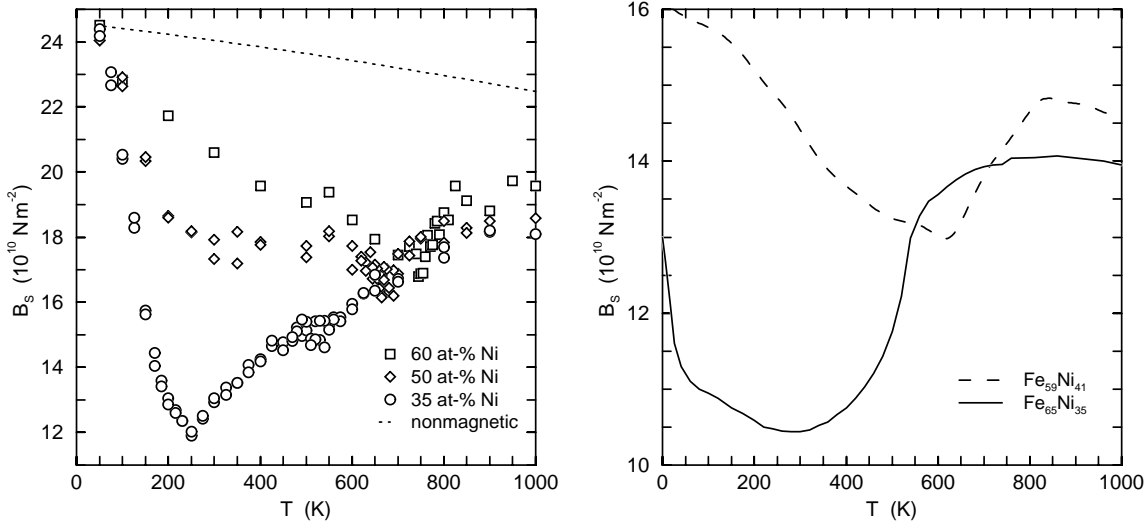 24
22
20
18
16
14
12
B_S (10^10 Nm^-2)
0 200 400 600 800 1000
T (K)
60 at-% Ni
50 at-% Ni
35 at-% Ni
nonmagnetic
16
14
12
10
B_S (10^10 Nm^-2)
0 200 400 600 800 1000
T (K)
Fe59Ni41
Fe65Ni35